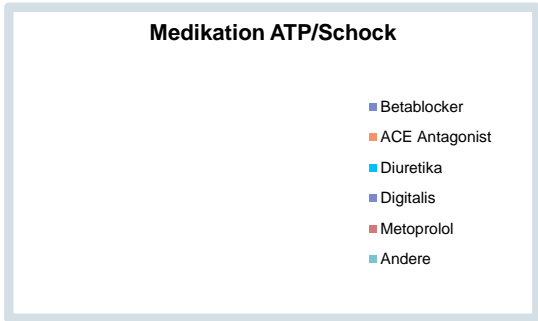 Medikation ATP/Schock
Betablocker
ACE Antagonist
Diuretika
Digitalis
Metoprolol
Andere